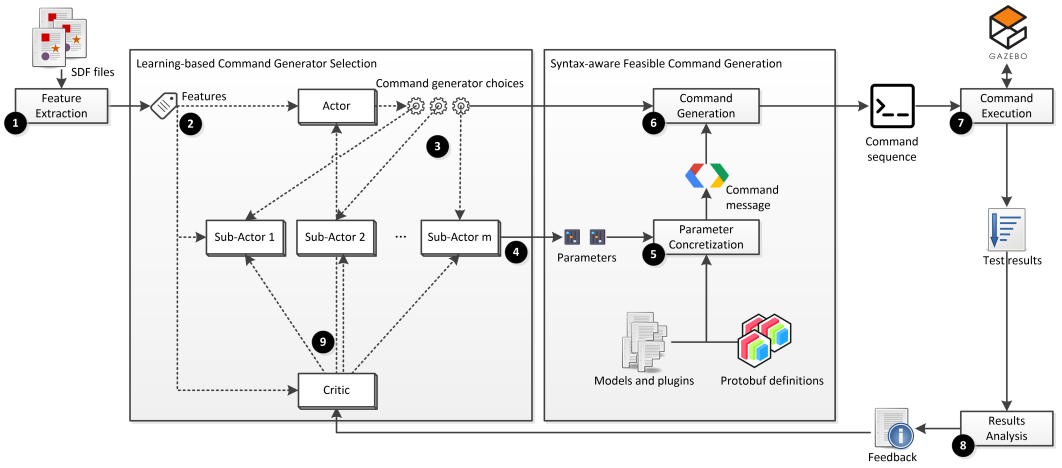 SDF files
Feature
Extraction
1
Learning-based Command Generator Selection
Features
2
Actor
Command generator choices
3
Sub-Actor 1
Sub-Actor 2
...
Sub-Actor m
4
9
Critic
Syntax-aware Feasible Command Generation
Command
Generation
6
Command
message
Parameters
Parameter
Concretization
5
Models and plugins
Protobuf definitions
Command
sequence
GAZEBO
Command
Execution
7
Test results
Results
Analysis
8
Feedback